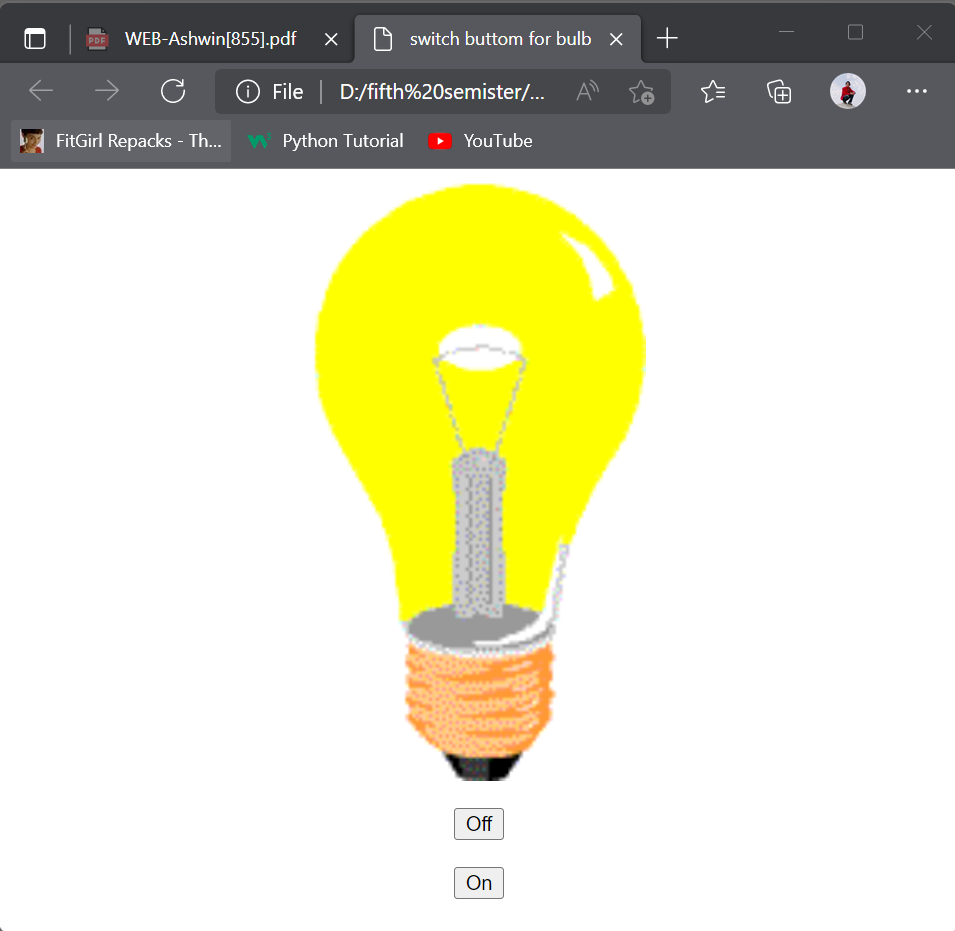 WEB-Ashwin[855].pdf
switch buttom for bulb
File
D:/fifth%20semister/...
FitGirl Repacks - Th...
Python Tutorial
YouTube
Off
On